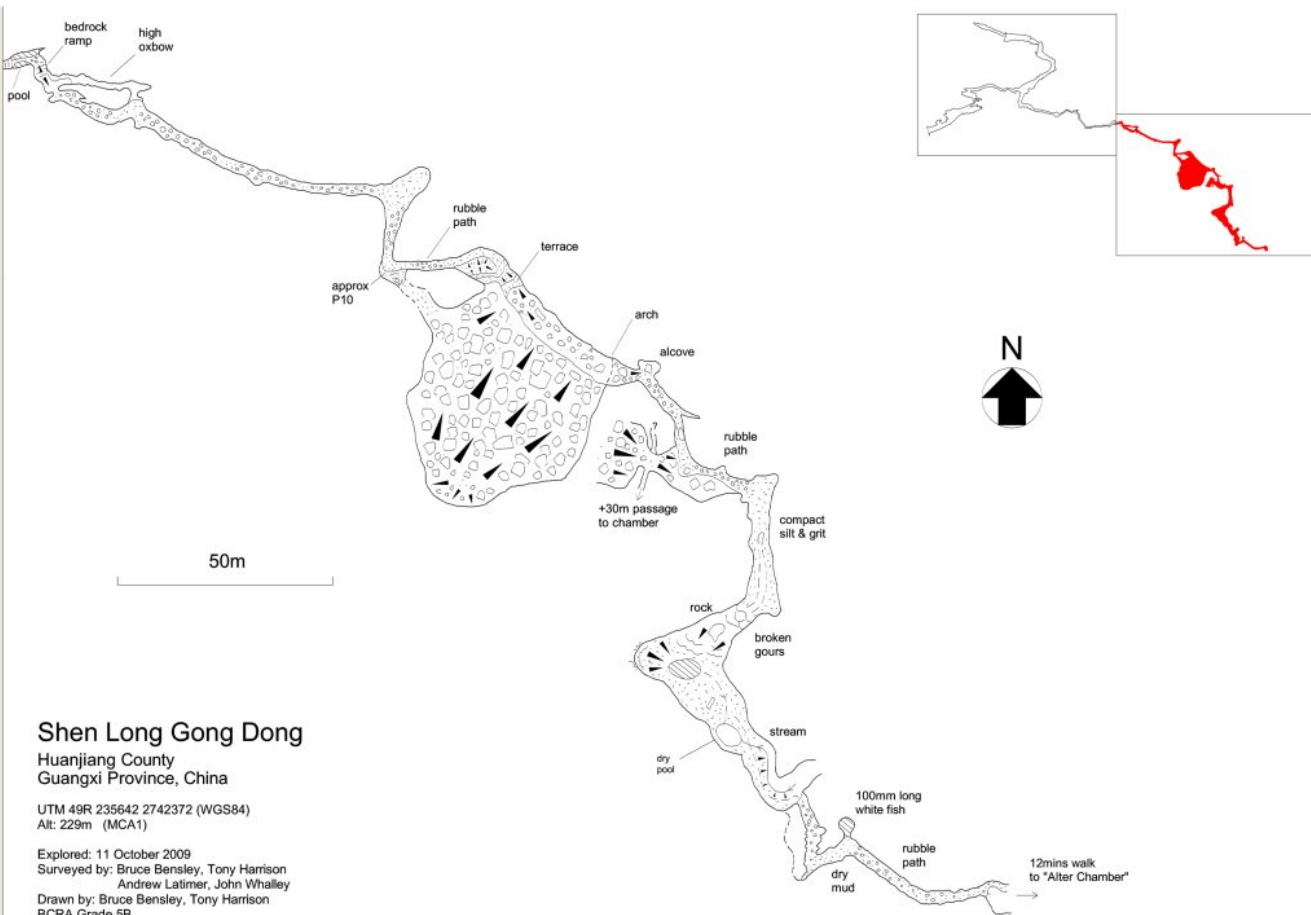 bedrock
ramp
high
oxbow
pool
rubble
path
terrace
approx
P10
arch
alcove
N
?
rubble
path
+30m passage
to chamber
compact
silt & grit
50m
rock
broken
gours
stream
dry
pool
100mm long
white fish
rubble
path
dry
mud
12mins walk
to "Alter Chamber"
Shen Long Gong Dong
Huanjiang County
Guangxi Province, China
UTM 49R 235642 2742372 (WGS84)
Alt: 229m (MCA1)
Explored: 11 October 2009
Surveyed by: Bruce Bensley, Tony Harrison
Andrew Latimer, John Whalley
Drawn by: Bruce Bensley, Tony Harrison
BCRA Grade 5B